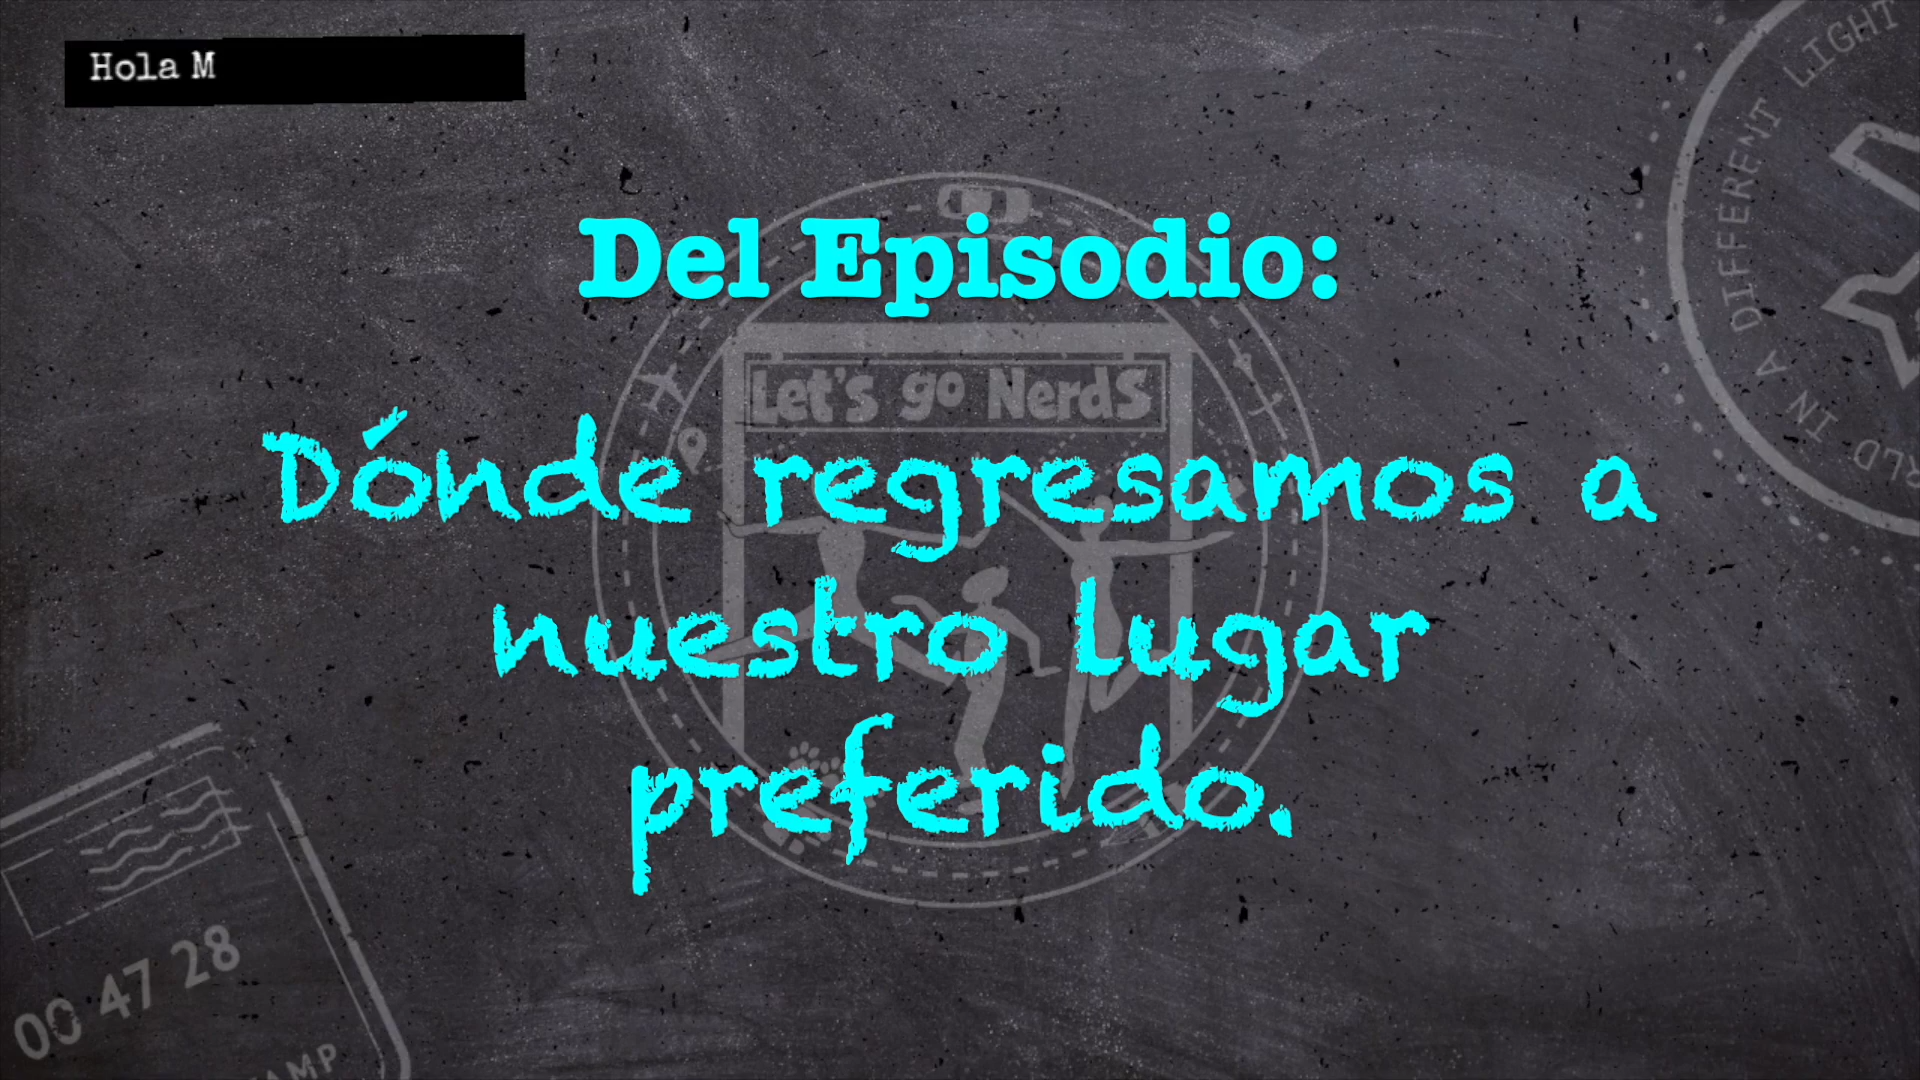 Hola M
Del Episodio:
Let's go NerdS
Dónde regresamos a
nuestro lugar
preferido.
IN A DIFFERENT LIGHT
00 47 28